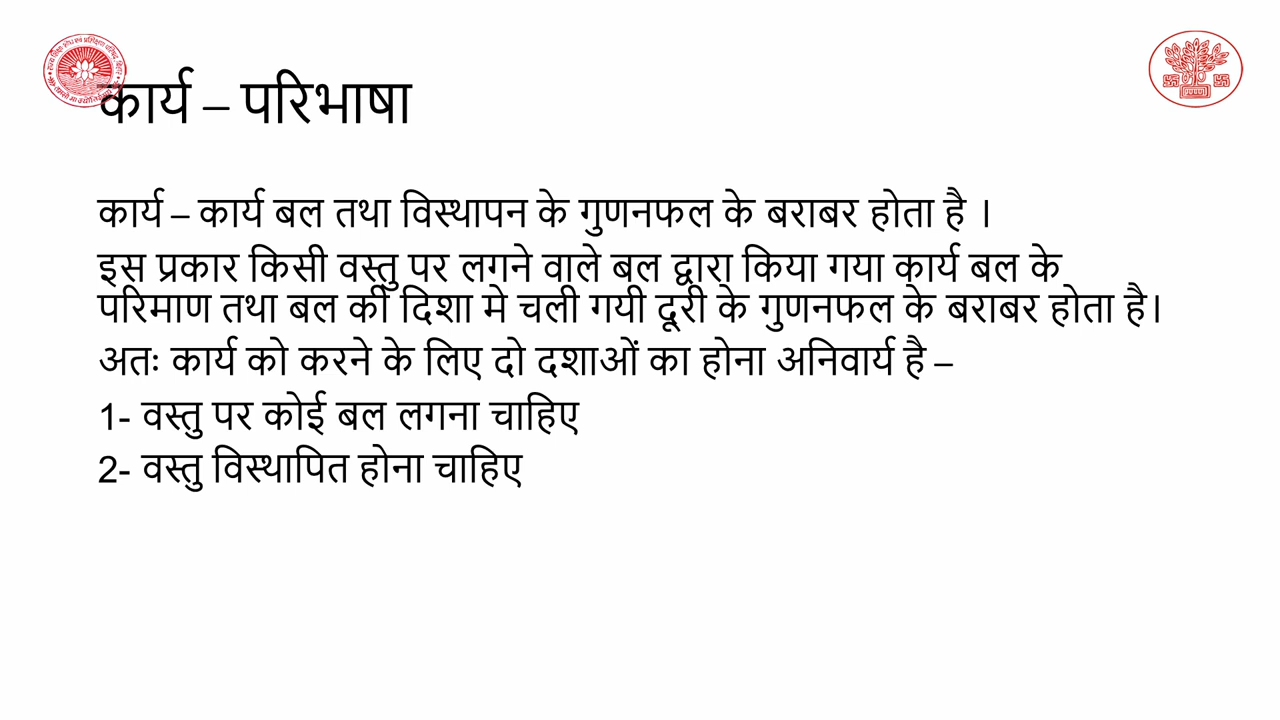 कार्य – परिभाषा
कार्य – कार्य बल तथा विस्थापन के गुणनफल के बराबर होता है ।
इस प्रकार किसी वस्तु पर लगने वाले बल द्वारा किया गया कार्य बल के
परिमाण तथा बल की दिशा मे चली गयी दूरी के गुणनफल के बराबर होता है।
अतः कार्य को करने के लिए दो दशाओं का होना अनिवार्य है –
1- वस्तु पर कोई बल लगना चाहिए
2- वस्तु विस्थापित होना चाहिए